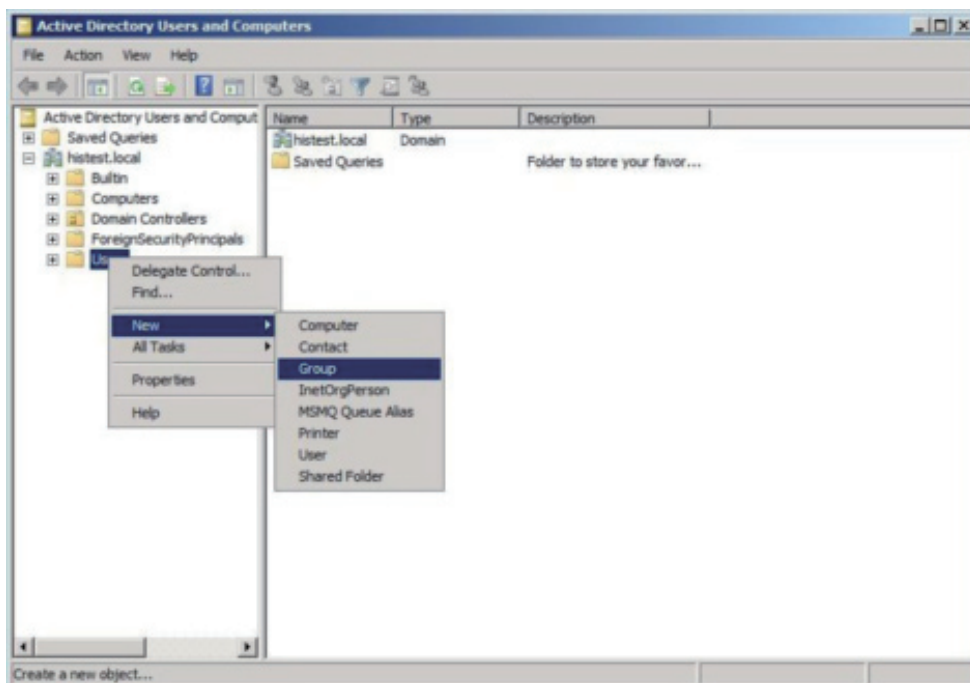 Active Directory Users and Computers
File Action View Help
Active Directory Users and Comput
Saved Queries
histest.local
Builtin
Computers
Domain Controllers
ForeignSecurityPrincipals
Us
Name Type Description
histest.local Domain
Saved Queries Folder to store your favor...
Delegate Control...
Find...
New
All Tasks
Properties
Help
Computer
Contact
Group
InetOrgPerson
MSMQ Queue Alias
Printer
User
Shared Folder
Create a new object...